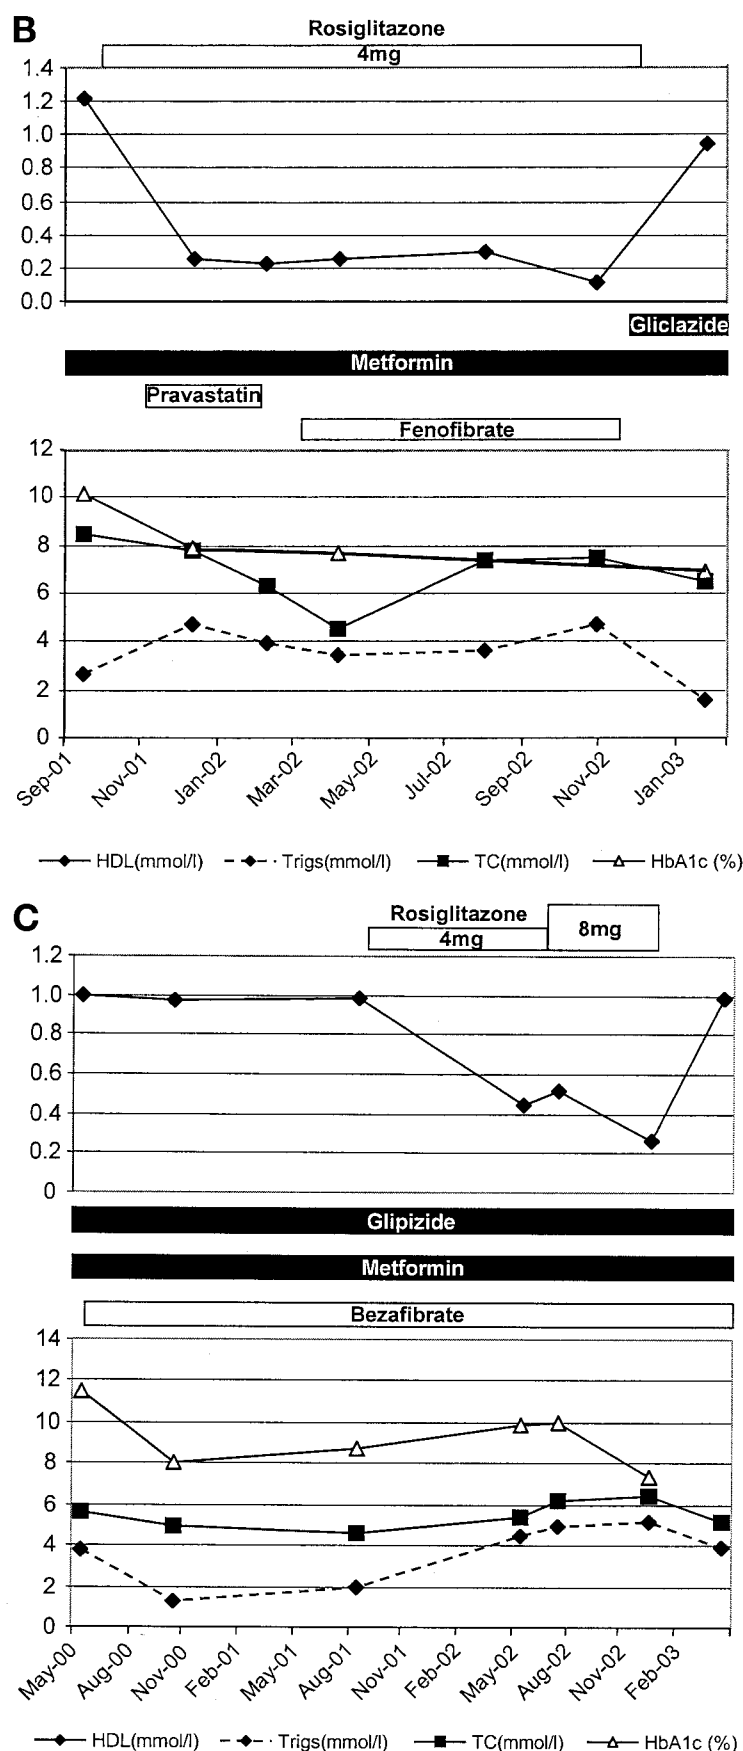 B
Rosiglitazone
4mg
1.4
1.2
1.0
0.8
0.6
0.4
0.2
0.0
Gliclazide
Metformin
Pravastatin
Fenofibrate
12
10
8
6
4
2
0
Sep-01 Nov-01 Jan-02 Mar-02 May-02 Jul-02 Sep-02 Nov-02 Jan-03
HDL(mmol/l) Trigs(mmol/l) TC(mmol/l) HbA1c (%)
C
Rosiglitazone
4mg 8mg
1.2
1.0
0.8
0.6
0.4
0.2
0
Glipizide
Metformin
Bezafibrate
14
12
10
8
6
4
2
0
May-00 Aug-00 Nov-00 Feb-01 May-01 Aug-01 Nov-01 Feb-02 May-02 Aug-02 Nov-02 Feb-03
HDL(mmol/l) Trigs(mmol/l) TC(mmol/l) HbA1c (%)